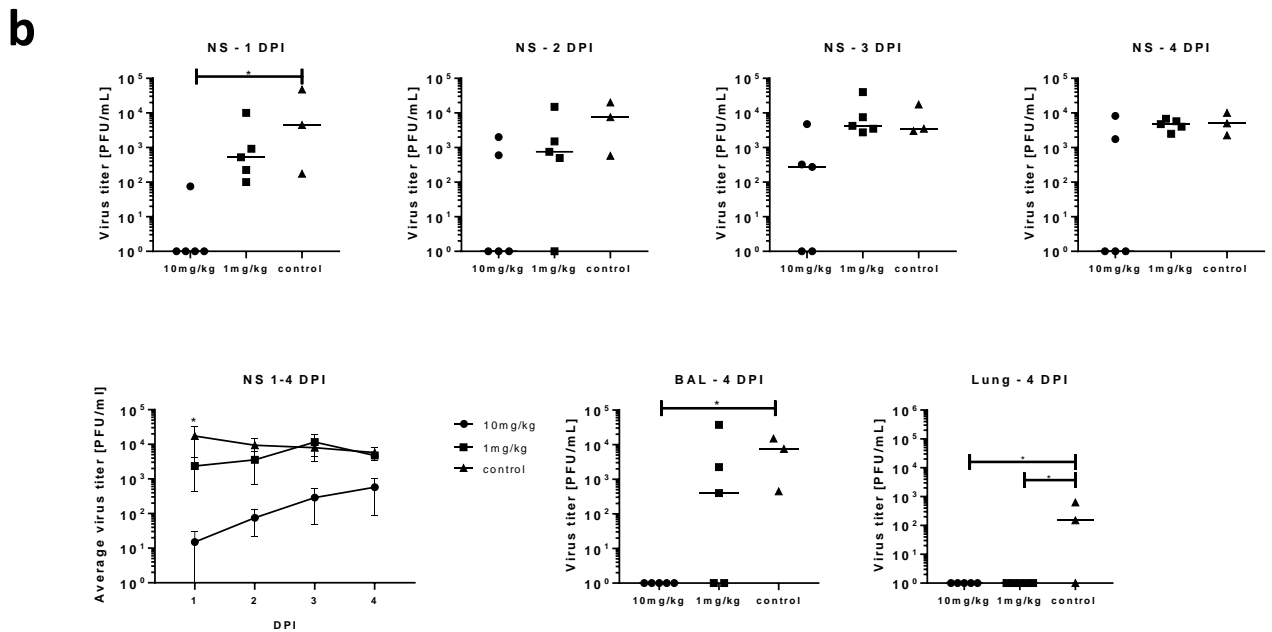 b
NS - 1 DPI
Virus titer [PFU/mL]
10^5
10^4
10^3
10^2
10^1
10^0
*
10mg/kg 1mg/kg control
NS - 2 DPI
Virus titer [PFU/mL]
10^5
10^4
10^3
10^2
10^1
10^0
10mg/kg 1mg/kg control
NS - 3 DPI
Virus titer [PFU/mL]
10^5
10^4
10^3
10^2
10^1
10^0
10mg/kg 1mg/kg control
NS - 4 DPI
Virus titer [PFU/mL]
10^5
10^4
10^3
10^2
10^1
10^0
10mg/kg 1mg/kg control
NS 1-4 DPI
Average virus titer [PFU/ml]
10^5
10^4
10^3
10^2
10^1
10^0
*
1 2 3 4
DPI
10mg/kg
1mg/kg
control
BAL - 4 DPI
Virus titer [PFU/mL]
10^5
10^4
10^3
10^2
10^1
10^0
*
10mg/kg 1mg/kg control
Lung - 4 DPI
Virus titer [PFU/mL]
10^6
10^5
10^4
10^3
10^2
10^1
10^0
*
*
10mg/kg 1mg/kg control